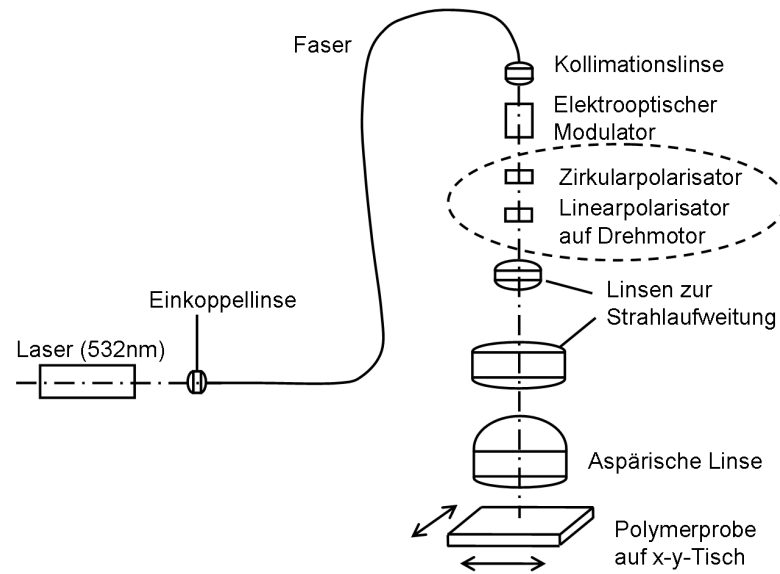 Faser
Kollimationslinse
Elektrooptischer
Modulator
Zirkularpolarisator
Linearpolarisator
auf Drehmotor
Einkoppellinse
Linsen zur
Strahlaufweitung
Laser (532nm)
Aspärische Linse
Polymerprobe
auf x-y-Tisch